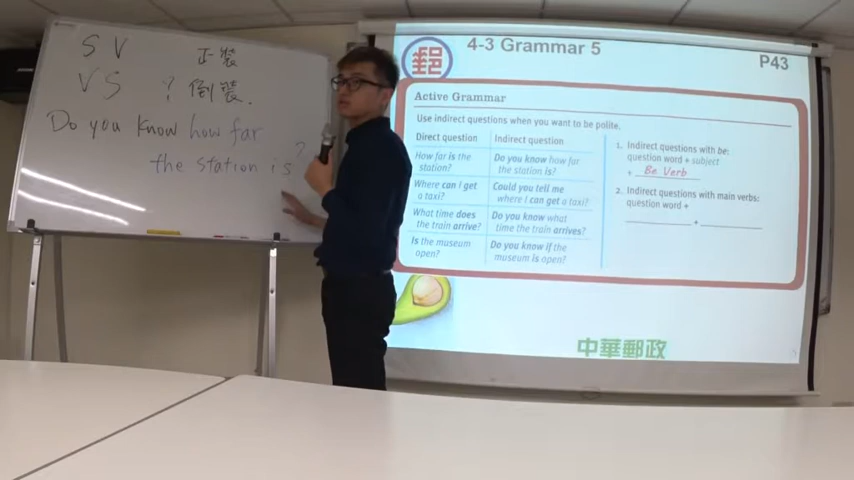 S V 正裝
V S ? 倒裝.
Do you know how far
the station is?
郵
4-3 Grammar 5
P43
Active Grammar
Use indirect questions when you want to be polite.
Direct question Indirect question
How far is the station? Do you know how far the station is?
Where can I get a taxi? Could you tell me where I can get a taxi?
What time does the train arrive? Do you know what time the train arrives?
Is the museum open? Do you know if the museum is open?
1. Indirect questions with be:
question word + subject
+ Be Verb
2. Indirect questions with main verbs:
question word +
+
中華郵政